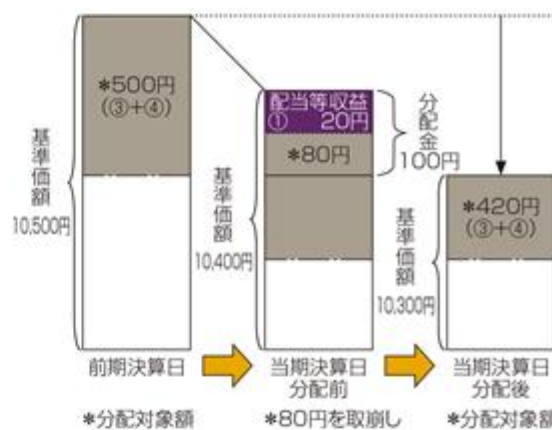 *500円
(③+④)
基準価額
10,500円
前期決算日
*分配対象額
配当等収益
① 20円
*80円
分配金
100円
基準価額
10,400円
当期決算日
分配前
*80円を取崩し
*420円
(③+④)
基準価額
10,300円
当期決算日
分配後
*分配対象額